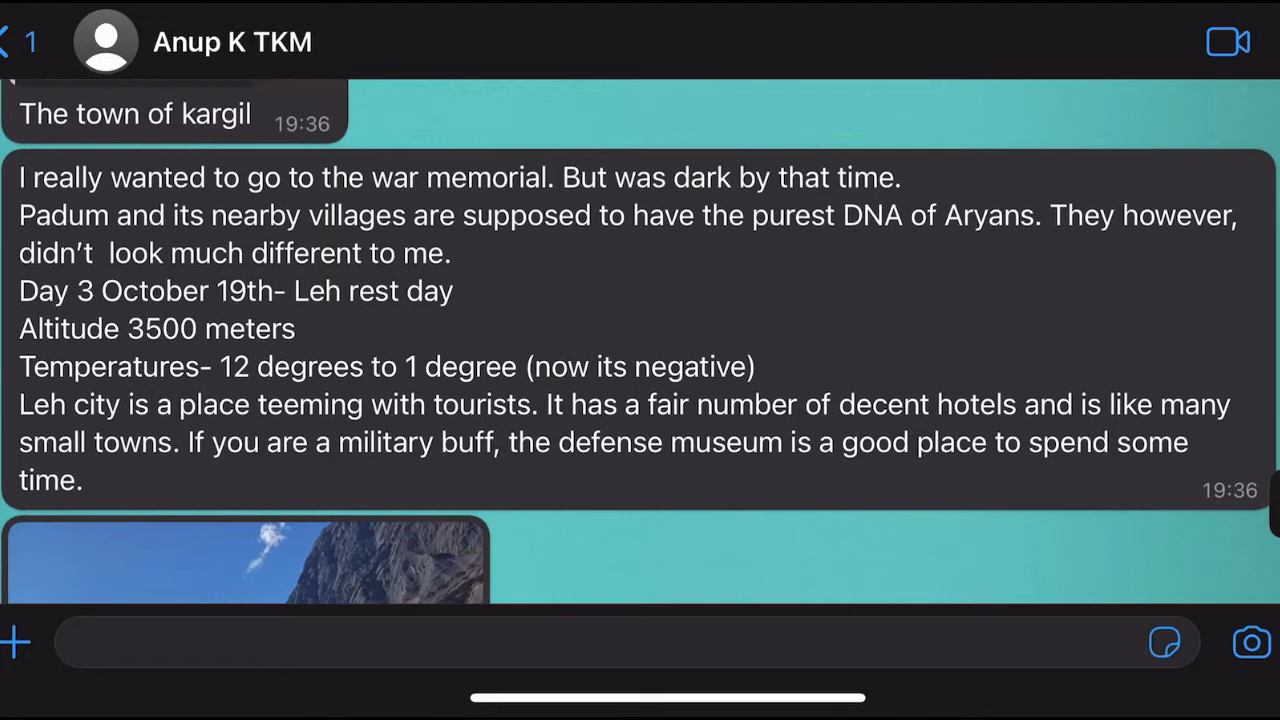 1
Anup K TKM
The town of kargil
19:36
I really wanted to go to the war memorial. But was dark by that time.
Padum and its nearby villages are supposed to have the purest DNA of Aryans. They however,
didn’t  look much different to me.
Day 3 October 19th- Leh rest day
Altitude 3500 meters
Temperatures- 12 degrees to 1 degree (now its negative)
Leh city is a place teeming with tourists. It has a fair number of decent hotels and is like many
small towns. If you are a military buff, the defense museum is a good place to spend some
time.
19:36